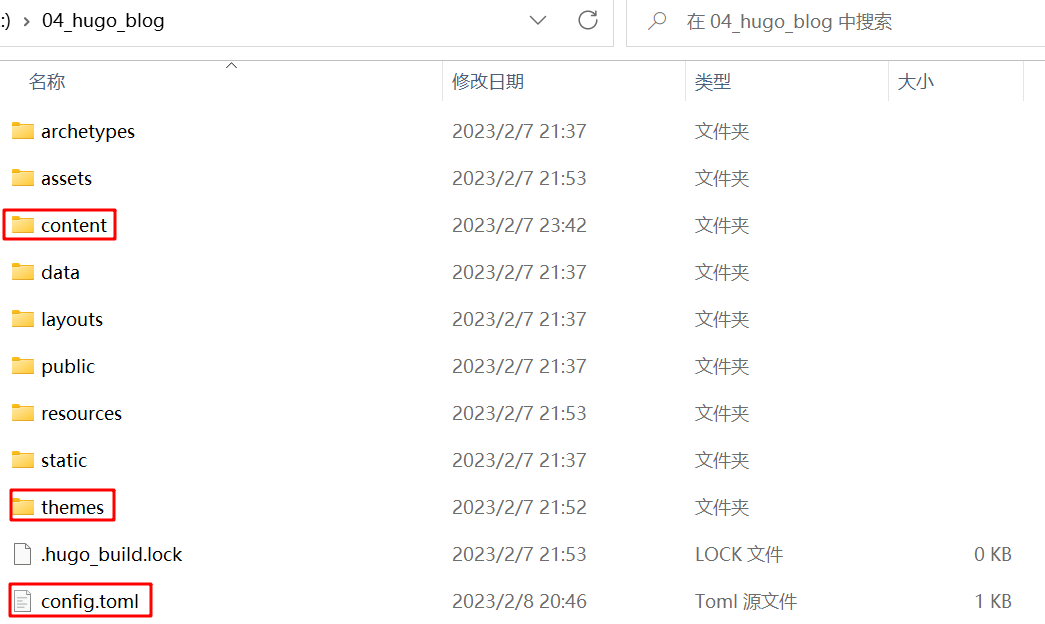 :) › 04_hugo_blog 在 04_hugo_blog 中搜索
名称 修改日期 类型 大小
archetypes 2023/2/7 21:37 文件夹
assets 2023/2/7 21:53 文件夹
content 2023/2/7 23:42 文件夹
data 2023/2/7 21:37 文件夹
layouts 2023/2/7 21:37 文件夹
public 2023/2/7 21:37 文件夹
resources 2023/2/7 21:53 文件夹
static 2023/2/7 21:37 文件夹
themes 2023/2/7 21:52 文件夹
.hugo_build.lock 2023/2/7 21:53 LOCK 文件 0 KB
config.toml 2023/2/8 20:46 Toml 源文件 1 KB